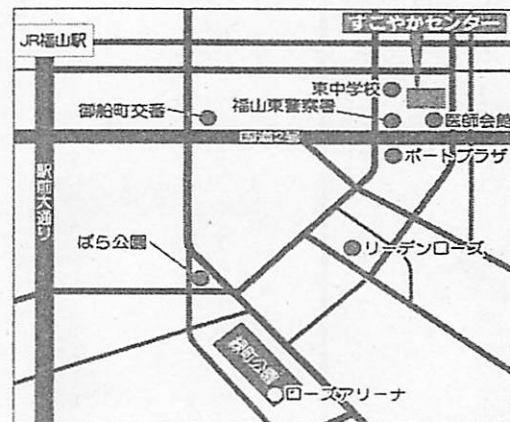 すこやかセンター
JR福山駅
東中学校
御船町交番
福山東警察署
医師会館
国道2号
ポートプラザ
駅前大通り
ばら公園
リーデンローズ
緑町公園
ローズアリーナ